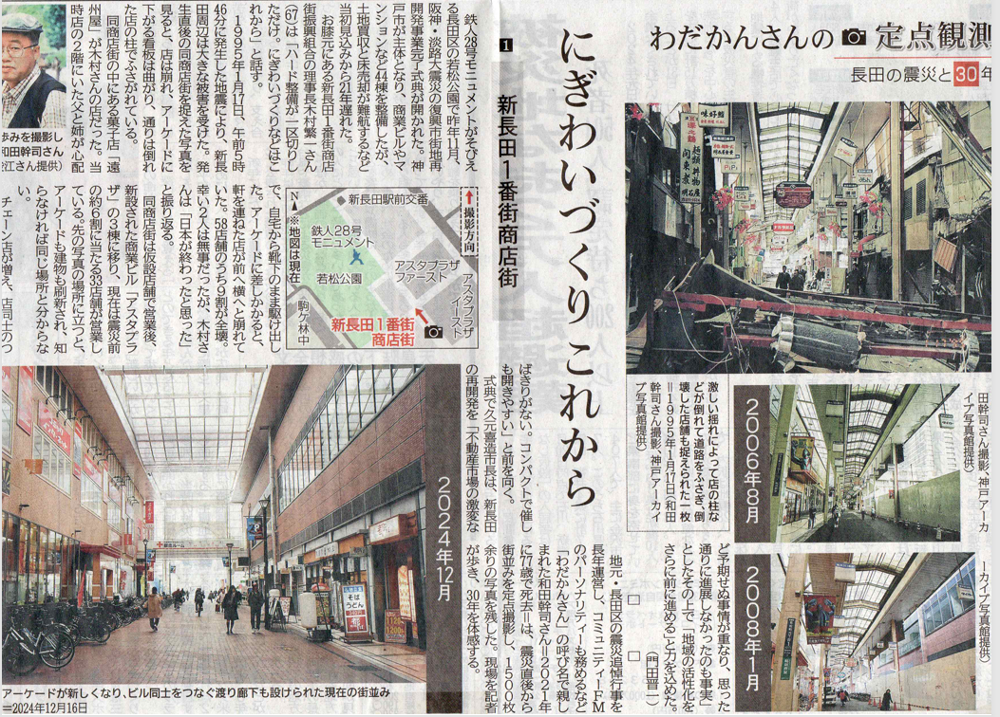 わだかんさんの 定点観測
長田の震災と30年
にぎわいづくりこれから
1 新長田1番街商店街
鉄人28号モニュメントがそびえ
る長田区の若松公園で昨年11月、
阪神・淡路大震災の復興市街地再
開発事業完了式典が開かれた。神
戸市が主体となり、商業ビルやマ
ンションなど44棟を整備したが、
土地買収と床売却が難航するなど
当初見込みから21年遅れた。
お膝元にある新長田1番街商店
街振興組合の理事長木村繁一さん
(67)は「ハード整備が一区切りし
ただけ。にぎわいづくりなどはこ
れから」と話す。
1995年1月17日、午前5時
46分に発生した地震により、新長
田周辺は大きな被害を受けた。発
生直後の同商店街を捉えた写真を
見ると、店は崩れ、アーケードに
下がる看板は曲がり、通りは倒れ
た店の柱でふさがれている。
同商店街の中にある菓子店「遠
州屋」が木村さんの店だった。当
時店の2階にいた父と姉が心配
で、自宅から靴下のまま駆け出し
た。アーケードに差しかかると、
軒を連ねた店が前へ横へと崩れて
いた。58店舗のうち9割が全壊。
幸い2人は無事だったが、木村さ
んは「日本が終わったと思った」
と振り返る。
同商店街は仮設店舗で営業後、
新設された商業ビル「アスタプラ
ザ」の3棟に移り、現在は震災前
の約6割に当たる33店舗が営業し
ている。先の写真の場所に立つと、
アーケードも建物も刷新され、知
らなければ同じ場所と分からな
い。
チェーン店が増え、店同士のつ
ばきりがない。コンパクトで催し
も開きやすい」と前を向く。
式典で久元喜造市長は、新長田
の再開発を「不動産市場の激変な
ど予期せぬ事情が重なり、思った
通りに進展しなかったのも事実」
としたその上で「地域の活性化を
さらに前に進める」と力を込めた。
(門田晋一)
□ □
地元・長田区の震災追悼行事を
長年運営し、コミュニティーFM
のパーソナリティーも務めるなど
「わだかんさん」の呼び名で親し
まれた和田幹司さん=2021年
に77歳で死去=は、震災直後から
街並みを定点撮影し、1500枚
余りの写真を残した。現場を記者
が歩き、30年を体感する。
歩みを撮影し
和田幹司さん
江さん提供)
撮影方向
N
※地図は現在
新長田駅前交番
鉄人28号
モニュメント
若松公園
アスタプラザ
ファースト
アスタプラザ
イースト
駒ケ林中
新長田1番街
商店街
味好鮨
麺類 丼物
関東煮
明石屋
激しい揺れによって店の柱な
どが倒れて道路をふさぎ、倒
壊した店舗も捉えられた一枚
=1995年1月17日(和田
幹司さん撮影、神戸アーカイ
ブ写真館提供)
2006年8月
田幹司さん撮影、神戸アーカ
イブ写真館提供)
2008年1月
ーカイブ写真館提供)
2024年12月
そば
うどん
アーケードが新しくなり、ビル同士をつなぐ渡り廊下も設けられた現在の街並み
=2024年12月16日